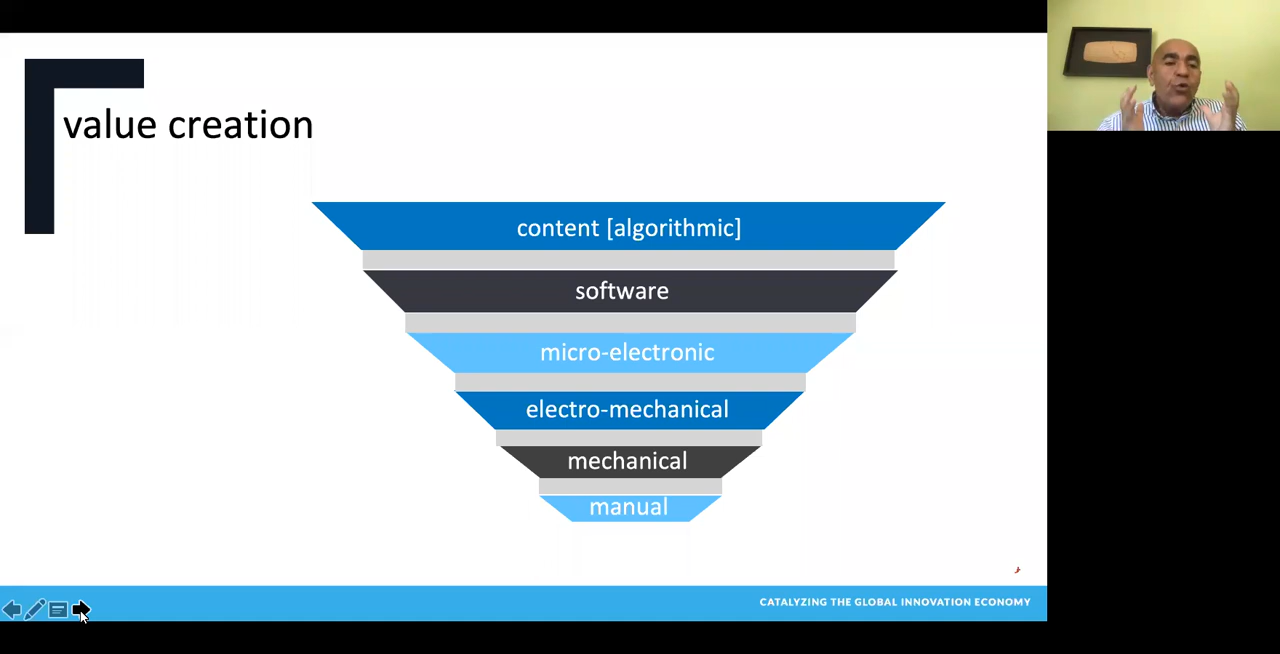 value creation
content [algorithmic]
software
micro-electronic
electro-mechanical
mechanical
manual
CATALYZING THE GLOBAL INNOVATION ECONOMY